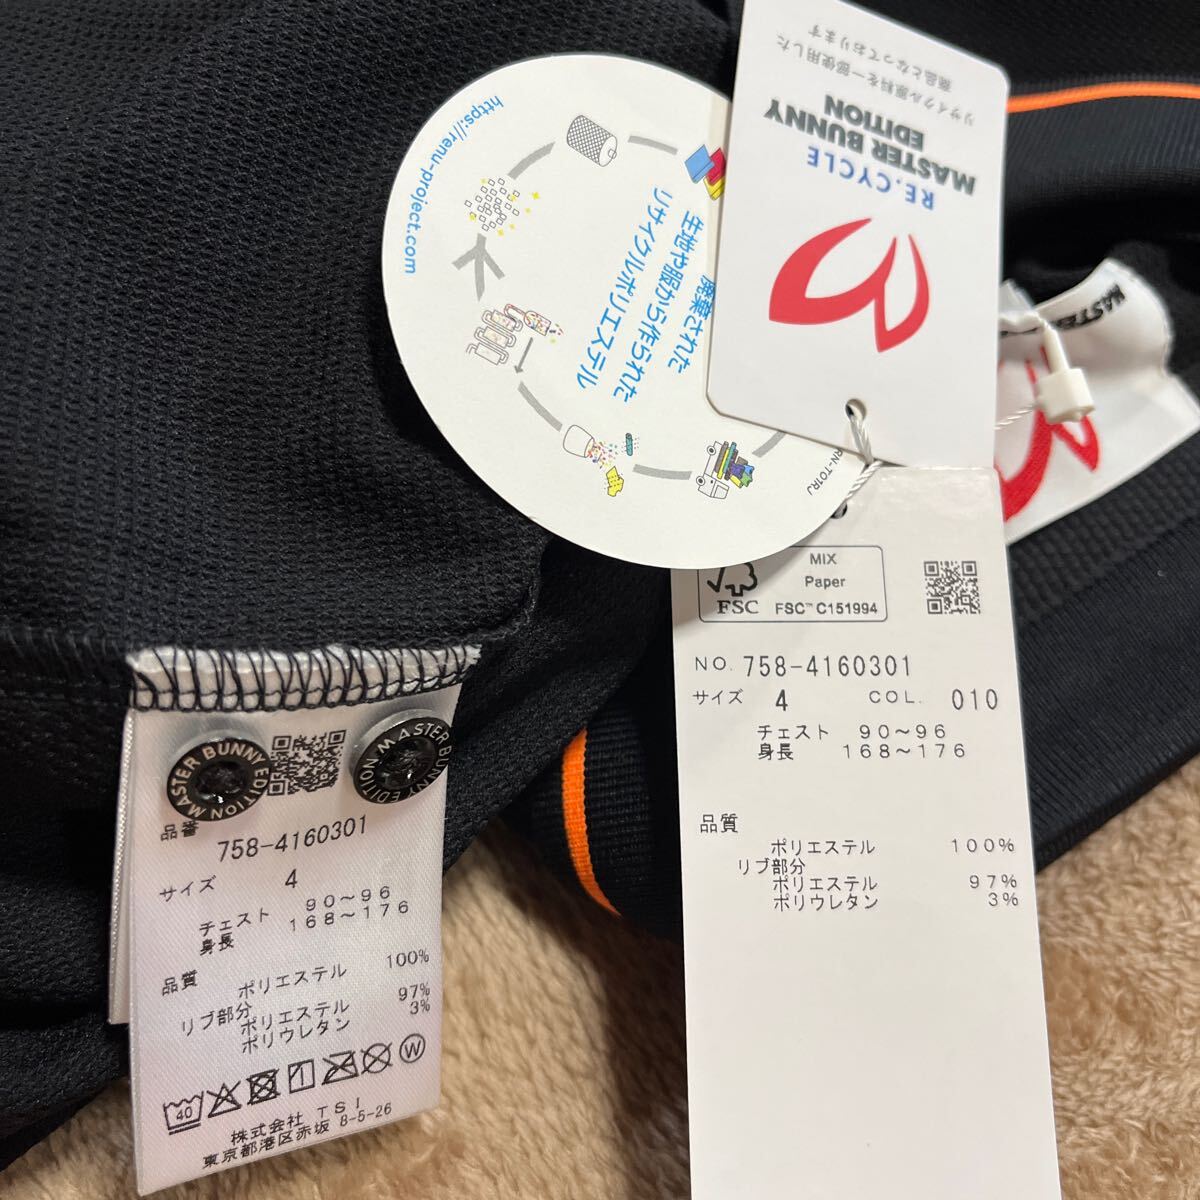 https://renu-project.com
廃棄された
生地や服から作られた
リサイクルポリエステル
RN-T01RJ
RE.CYCLE
MASTER BUNNY
EDITION
リサイクル原料を一部使用した
商品となっております
MASTER
MIX
Paper
FSC
FSC™ C151994
NO. 758-4160301
サイズ 4 COL. 010
チェスト 90～96
身長 168～176
品質
ポリエステル 100%
リブ部分
ポリエステル 97%
ポリウレタン 3%
MASTER BUNNY EDITION
MASTER BUNNY EDITION
品番
758-4160301
サイズ 4
チェスト 90～96
身長 168～176
品質
ポリエステル 100%
リブ部分
ポリエステル 97%
ポリウレタン 3%
40
W
株式会社 TSI
東京都港区赤坂 8-5-26